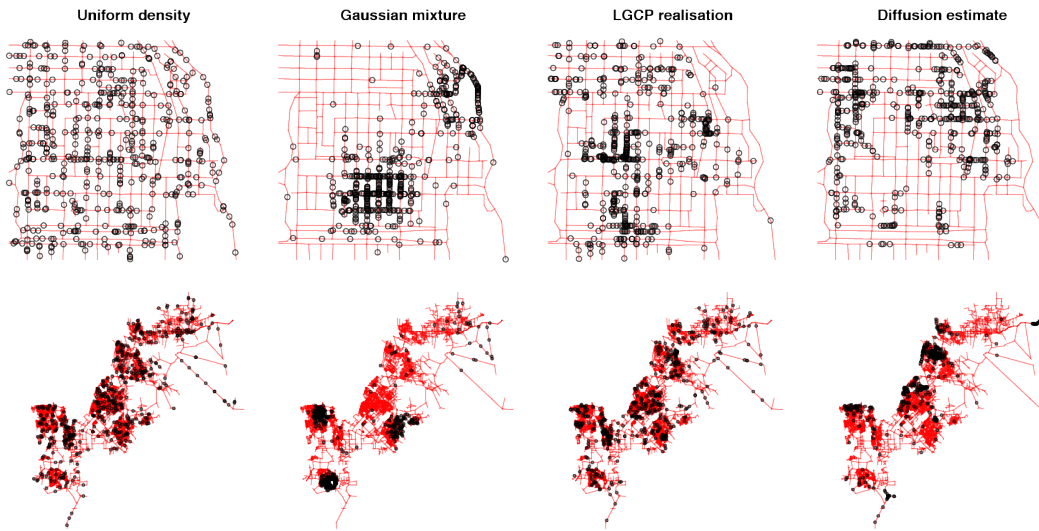 Uniform density
Gaussian mixture
LGCP realisation
Diffusion estimate